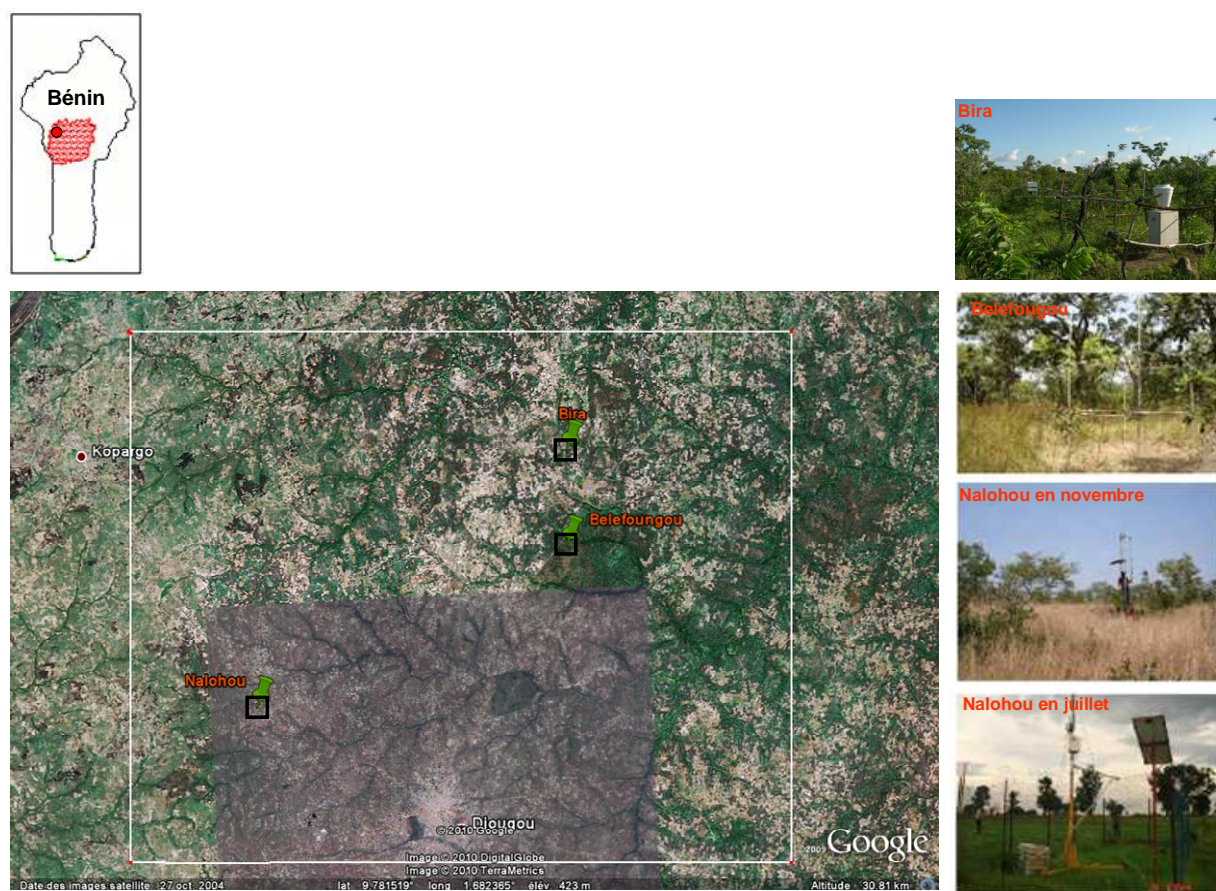 Bénin
Bira
Belefougou
Nalohou en novembre
Nalohou en juillet
Bira
Kopargo
Belefoungou
Nalohou
Djougou
© 2010 Google
Image © 2010 DigitalGlobe
Image © 2010 TerraMetrics
2009 Google
Date des images satellite : 27 oct. 2004 lat 9.781519° long 1.682365° élév. 423 m Altitude : 30.81 km